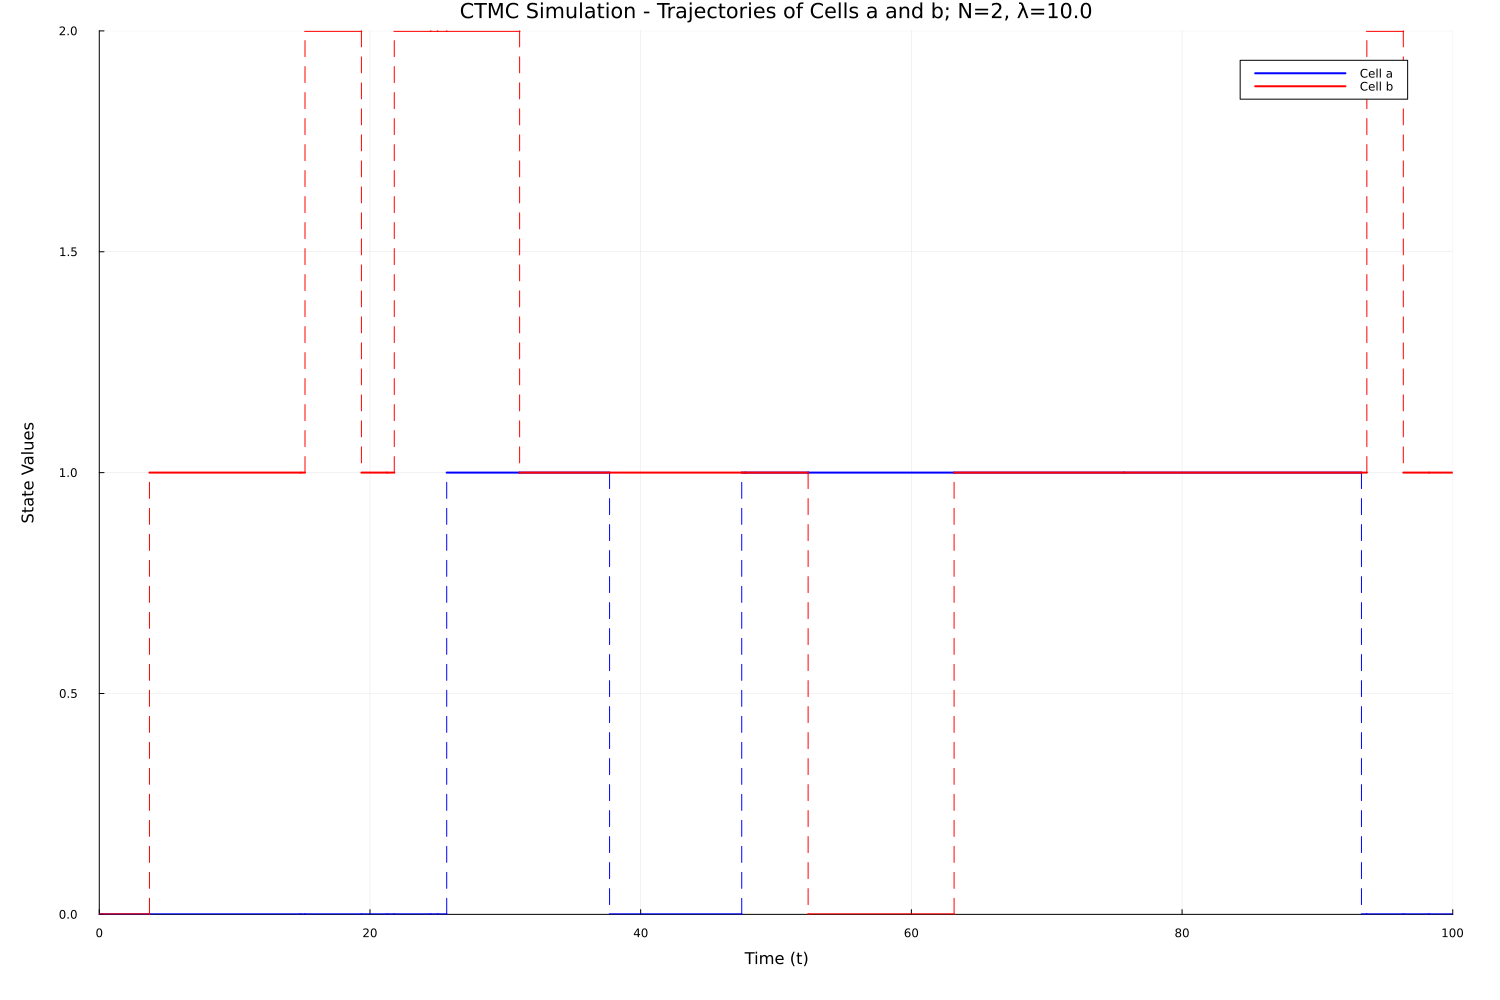 CTMC Simulation - Trajectories of Cells a and b; N=2, λ=10.0
Cell a
Cell b
State Values
2.0
1.5
1.0
0.5
0.0
0 20 40 60 80 100
Time (t)